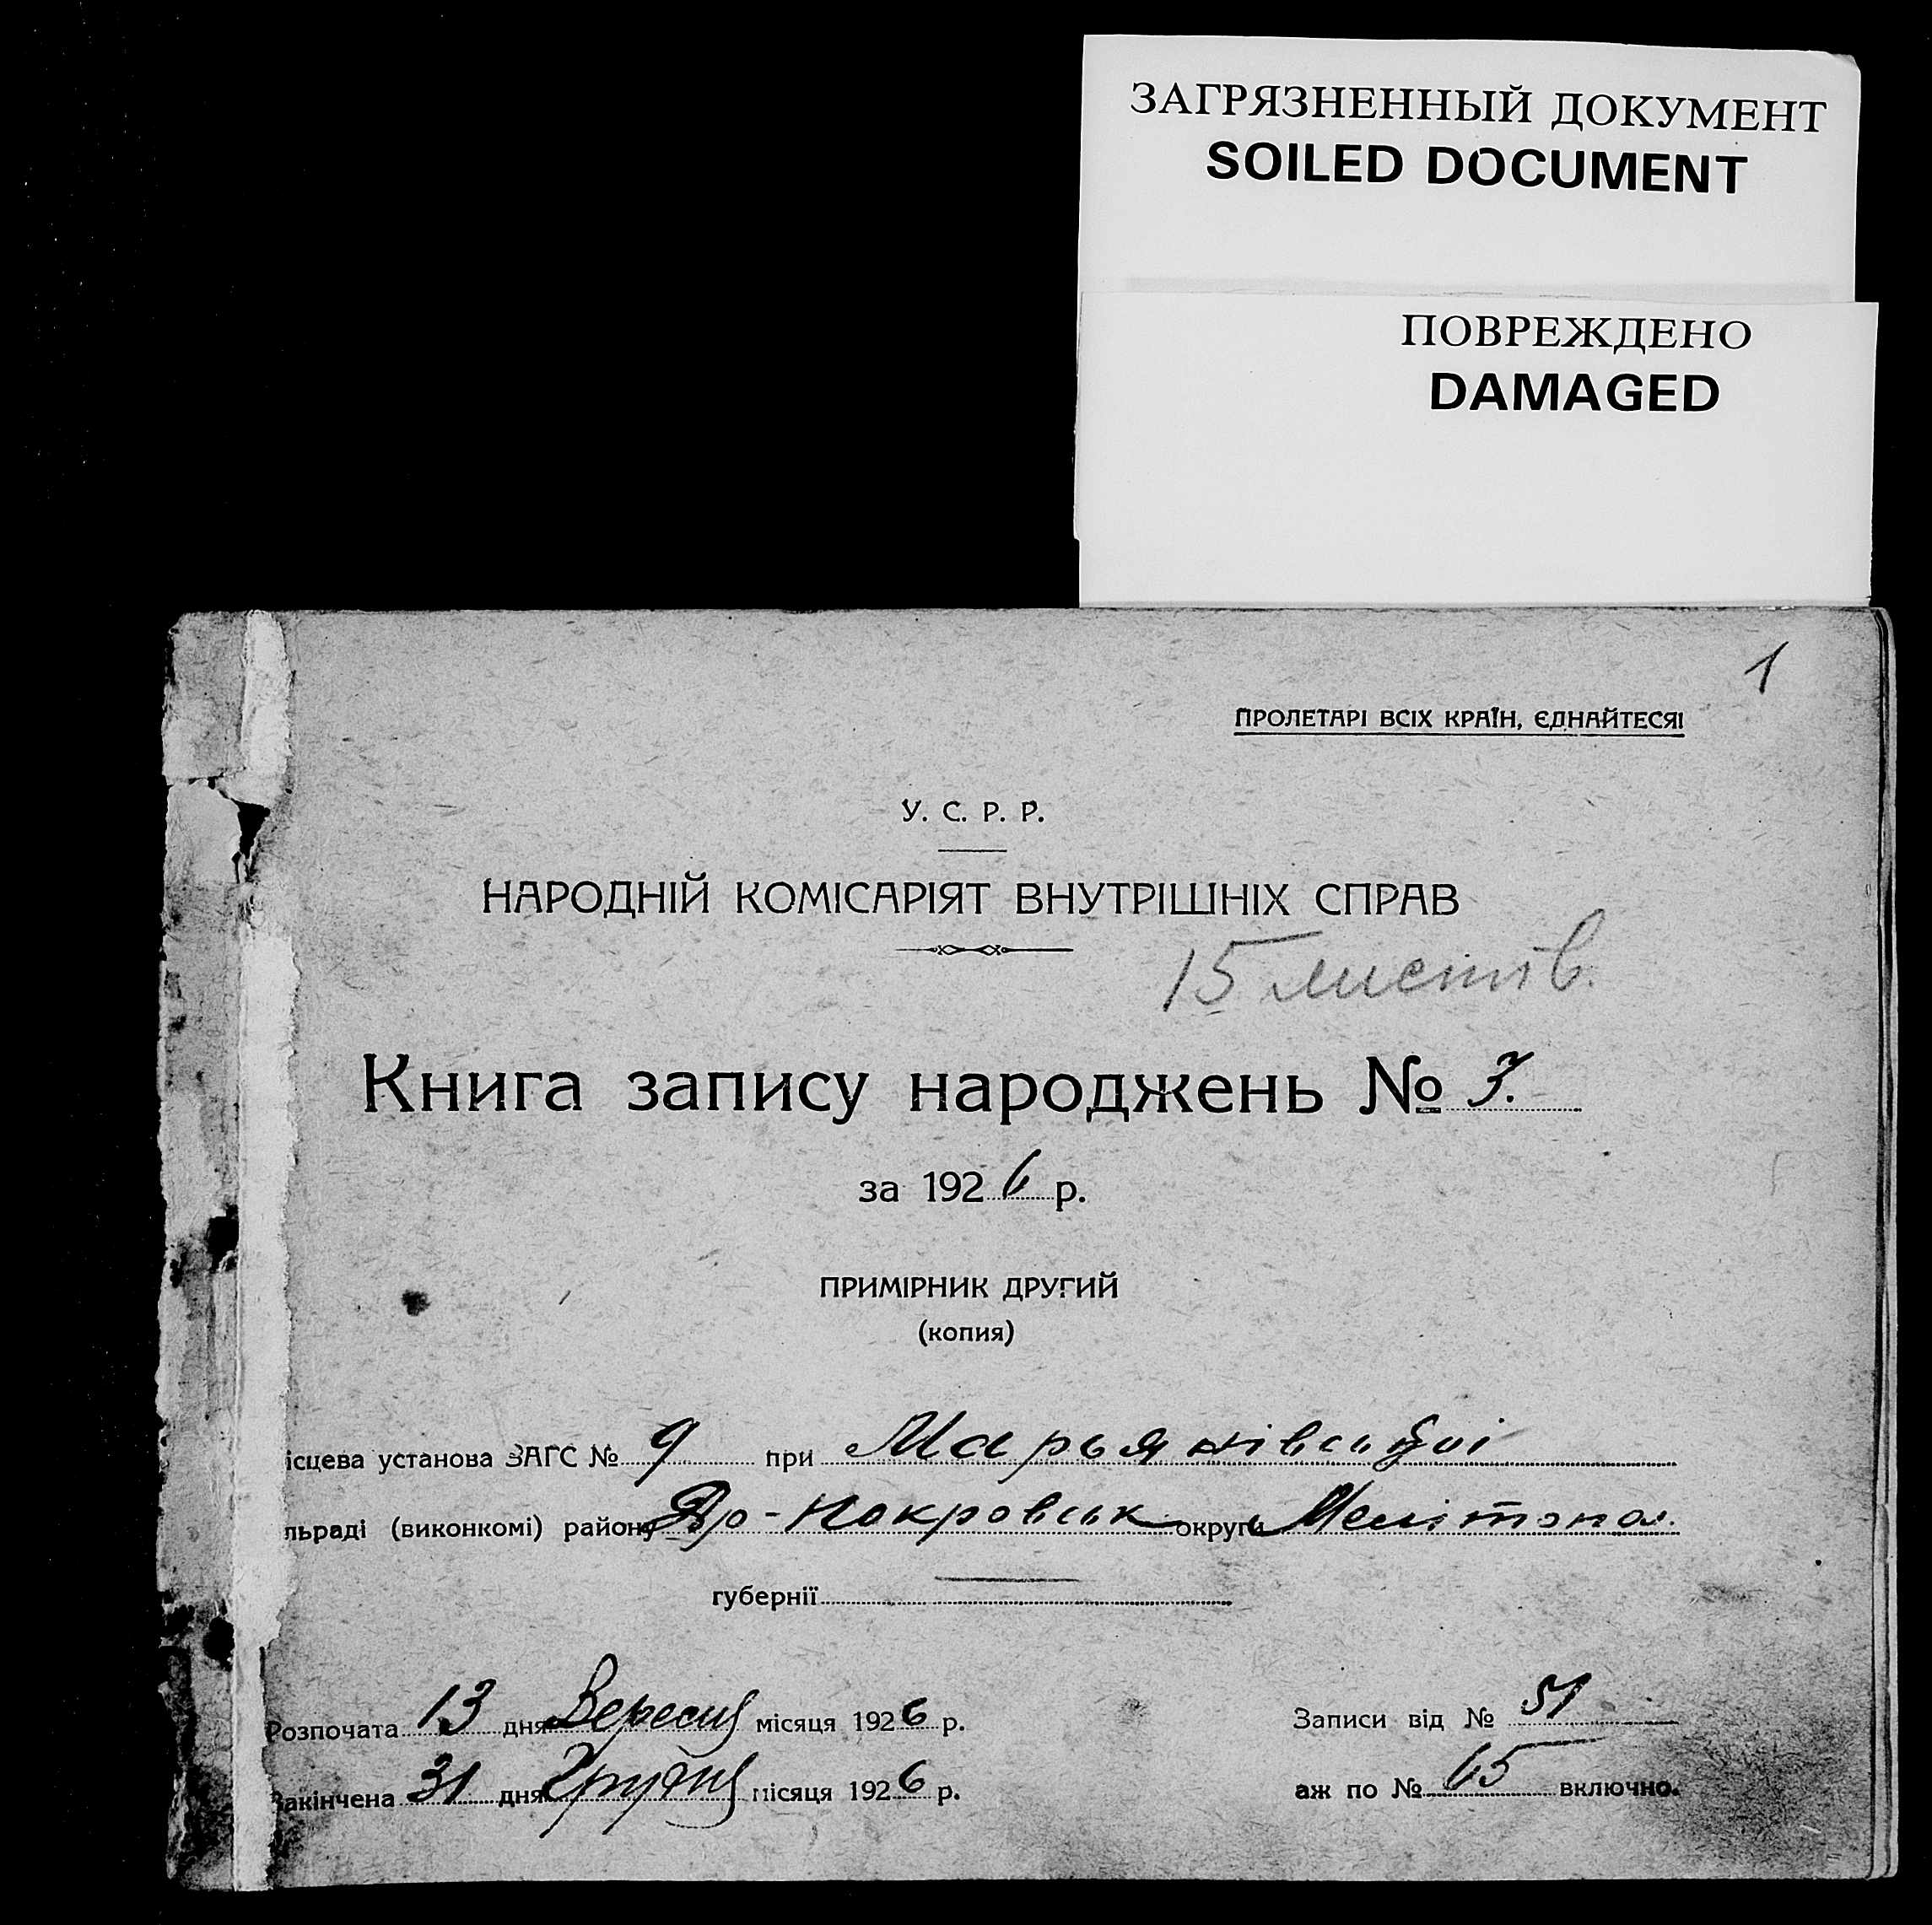 ЗАГРЯЗНЕННЫЙ ДОКУМЕНТ
SOILED DOCUMENT
ПОВРЕЖДЕНО
DAMAGED
1
ПРОЛЕТАРІ ВСІХ КРАЇН, ЄДНАЙТЕСЯ!
У. С. Р. Р.
НАРОДНІЙ КОМІСАРІЯТ ВНУТРІШНІХ СПРАВ
15 листів.
Книга запису народжень № 3.
за 1926 р.
ПРИМІРНИК ДРУГИЙ
(копия)
ісцева установа ЗАГС № 9 при
льраді (виконкомі) району ---Покровськ округи Мелітопол.
губернії
Розпочата 13 дня Вересня місяця 1926 р. Записи від № 51
Закінчена 31 дня Грудня місяця 1926 р. аж по № 65 включно.